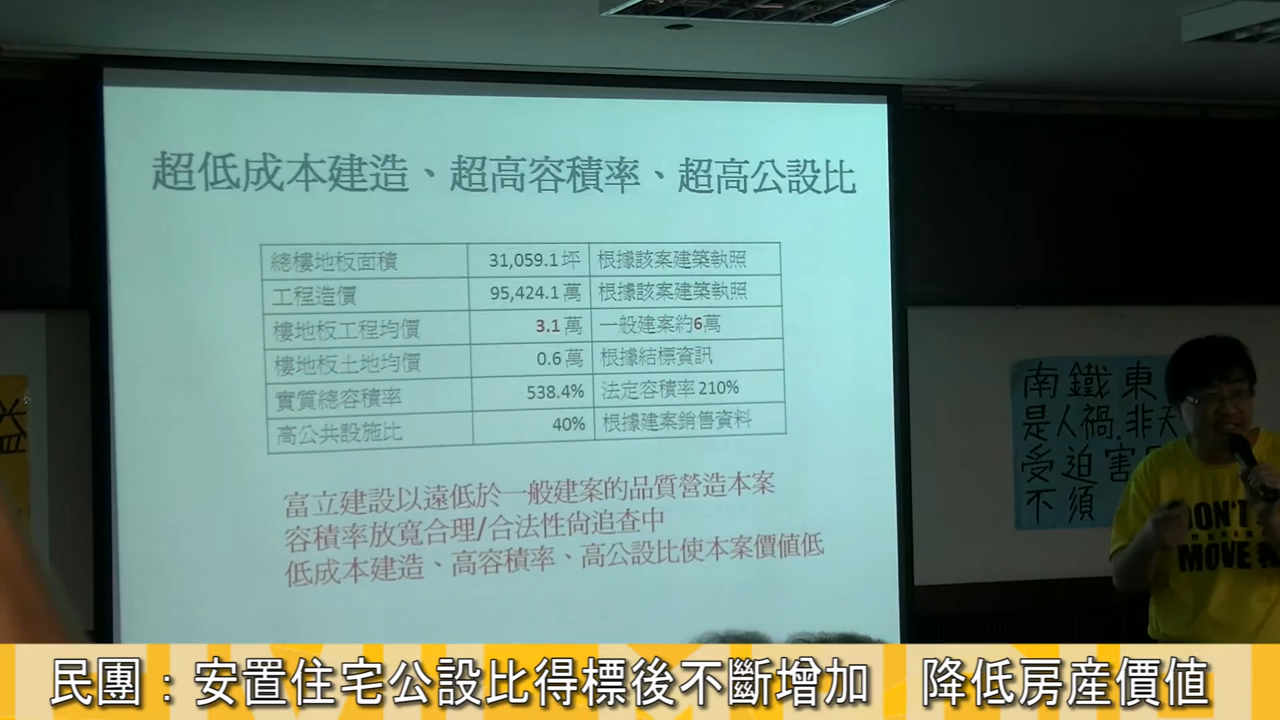 超低成本建造、超高容積率、超高公設比
總樓地板面積 31,059.1坪 根據該案建築執照
工程造價 95,424.1萬 根據該案建築執照
樓地板工程均價 3.1萬 一般建案約6萬
樓地板土地均價 0.6萬 根據結標資訊
實質總容積率 538.4% 法定容積率210%
高公共設施比 40% 根據建案銷售資料
富立建設以遠低於一般建案的品質營造本案
容積率放寬合理/合法性尚追查中
低成本建造、高容積率、高公設比使本案價值低
南鐵東
是人禍.非天
受迫害
不須
DON'T
MOVE
民團：安置住宅公設比得標後不斷增加 降低房產價值